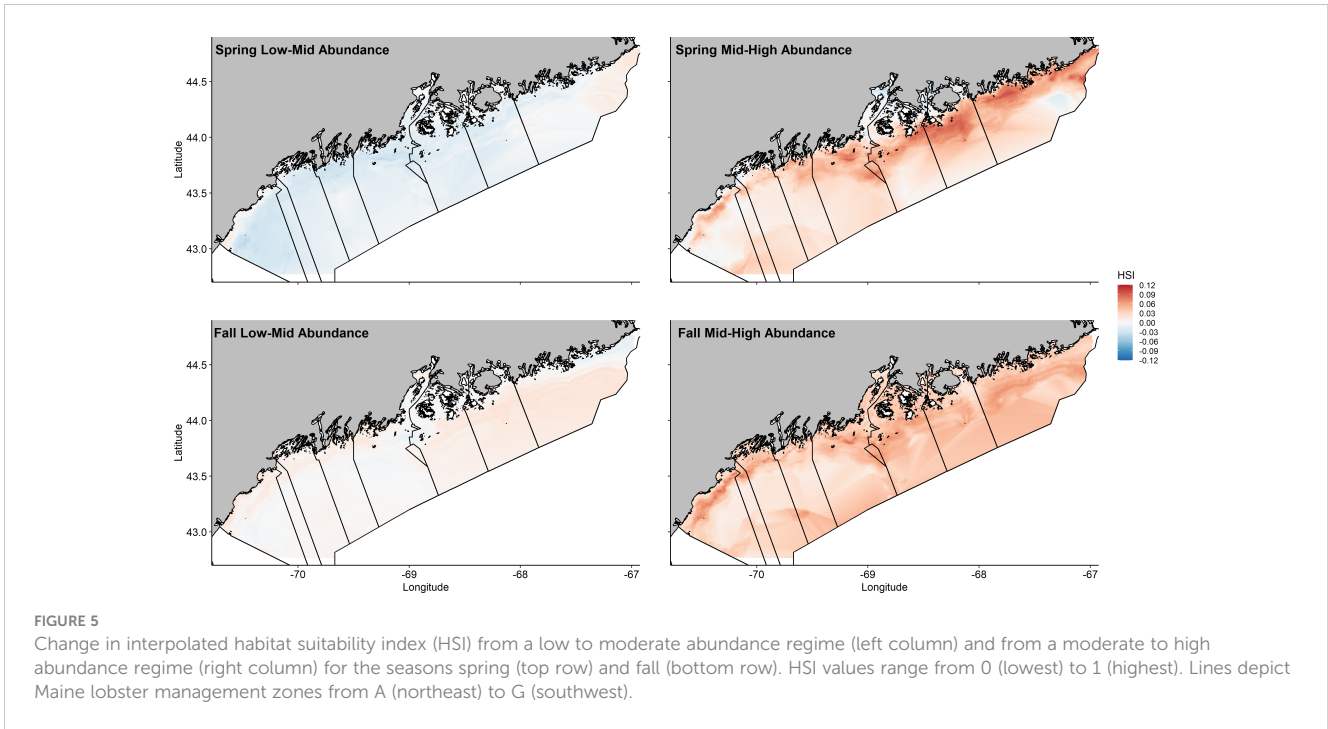 Spring Low-Mid Abundance
Spring Mid-High Abundance
44.5
44.0
43.5
43.0
Latitude
HSI
0.12
0.09
0.06
0.03
0.00
-0.03
-0.06
-0.09
-0.12
Fall Low-Mid Abundance
Fall Mid-High Abundance
44.5
44.0
43.5
43.0
Latitude
-70 -69 -68 -67
Longitude
-70 -69 -68 -67
Longitude
FIGURE 5
Change in interpolated habitat suitability index (HSI) from a low to moderate abundance regime (left column) and from a moderate to high
abundance regime (right column) for the seasons spring (top row) and fall (bottom row). HSI values range from 0 (lowest) to 1 (highest). Lines depict
Maine lobster management zones from A (northeast) to G (southwest).